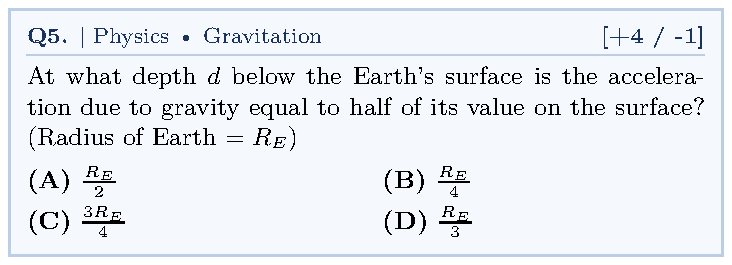 Q5. | Physics • Gravitation [+4 / -1]
At what depth d below the Earth's surface is the accelera-
tion due to gravity equal to half of its value on the surface?
(Radius of Earth = R_E)
(A) R_E/2 (B) R_E/4
(C) 3R_E/4 (D) R_E/3